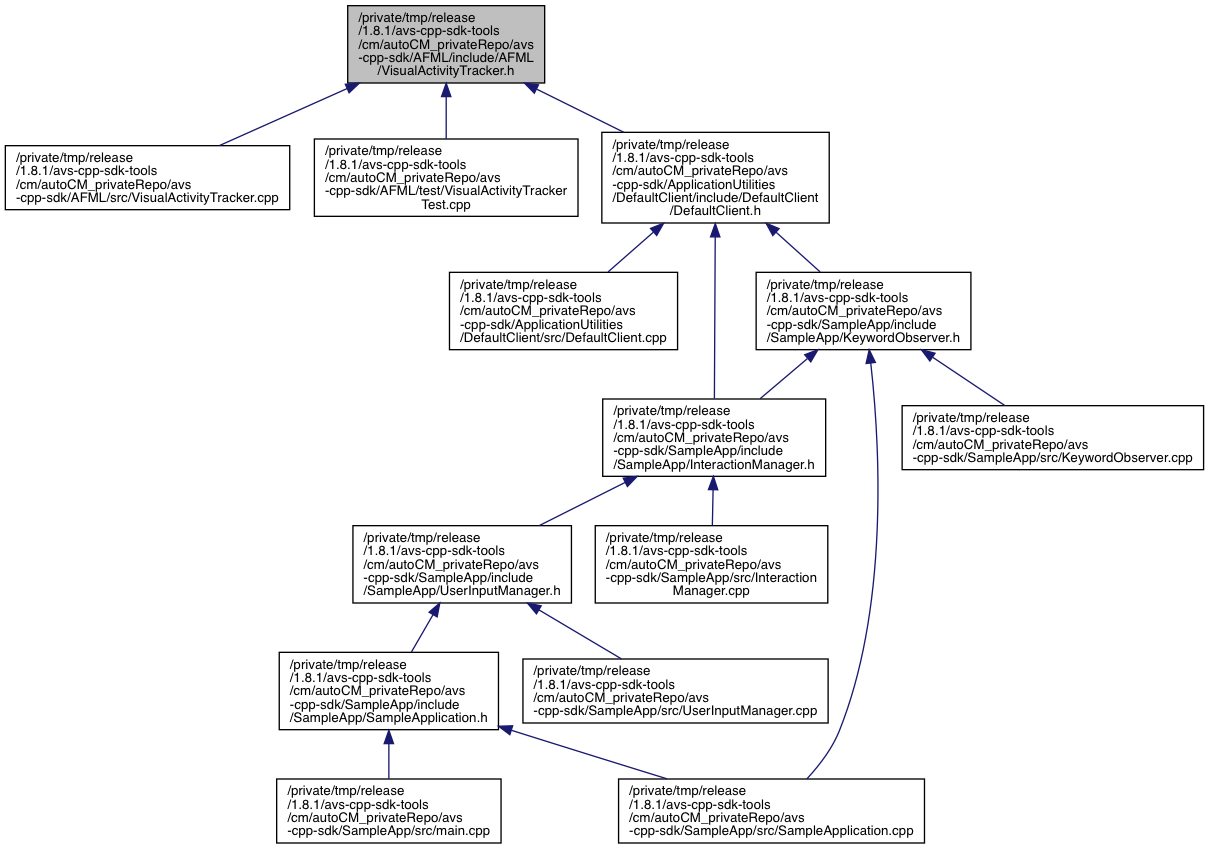 /private/tmp/release
/1.8.1/avs-cpp-sdk-tools
/cm/autoCM_privateRepo/avs
-cpp-sdk/AFML/include/AFML
/VisualActivityTracker.h
/private/tmp/release
/1.8.1/avs-cpp-sdk-tools
/cm/autoCM_privateRepo/avs
-cpp-sdk/AFML/src/VisualActivityTracker.cpp
/private/tmp/release
/1.8.1/avs-cpp-sdk-tools
/cm/autoCM_privateRepo/avs
-cpp-sdk/AFML/test/VisualActivityTracker
Test.cpp
/private/tmp/release
/1.8.1/avs-cpp-sdk-tools
/cm/autoCM_privateRepo/avs
-cpp-sdk/ApplicationUtilities
/DefaultClient/include/DefaultClient
/DefaultClient.h
/private/tmp/release
/1.8.1/avs-cpp-sdk-tools
/cm/autoCM_privateRepo/avs
-cpp-sdk/ApplicationUtilities
/DefaultClient/src/DefaultClient.cpp
/private/tmp/release
/1.8.1/avs-cpp-sdk-tools
/cm/autoCM_privateRepo/avs
-cpp-sdk/SampleApp/include
/SampleApp/KeywordObserver.h
/private/tmp/release
/1.8.1/avs-cpp-sdk-tools
/cm/autoCM_privateRepo/avs
-cpp-sdk/SampleApp/include
/SampleApp/InteractionManager.h
/private/tmp/release
/1.8.1/avs-cpp-sdk-tools
/cm/autoCM_privateRepo/avs
-cpp-sdk/SampleApp/src/KeywordObserver.cpp
/private/tmp/release
/1.8.1/avs-cpp-sdk-tools
/cm/autoCM_privateRepo/avs
-cpp-sdk/SampleApp/include
/SampleApp/UserInputManager.h
/private/tmp/release
/1.8.1/avs-cpp-sdk-tools
/cm/autoCM_privateRepo/avs
-cpp-sdk/SampleApp/src/Interaction
Manager.cpp
/private/tmp/release
/1.8.1/avs-cpp-sdk-tools
/cm/autoCM_privateRepo/avs
-cpp-sdk/SampleApp/include
/SampleApp/SampleApplication.h
/private/tmp/release
/1.8.1/avs-cpp-sdk-tools
/cm/autoCM_privateRepo/avs
-cpp-sdk/SampleApp/src/UserInputManager.cpp
/private/tmp/release
/1.8.1/avs-cpp-sdk-tools
/cm/autoCM_privateRepo/avs
-cpp-sdk/SampleApp/src/main.cpp
/private/tmp/release
/1.8.1/avs-cpp-sdk-tools
/cm/autoCM_privateRepo/avs
-cpp-sdk/SampleApp/src/SampleApplication.cpp